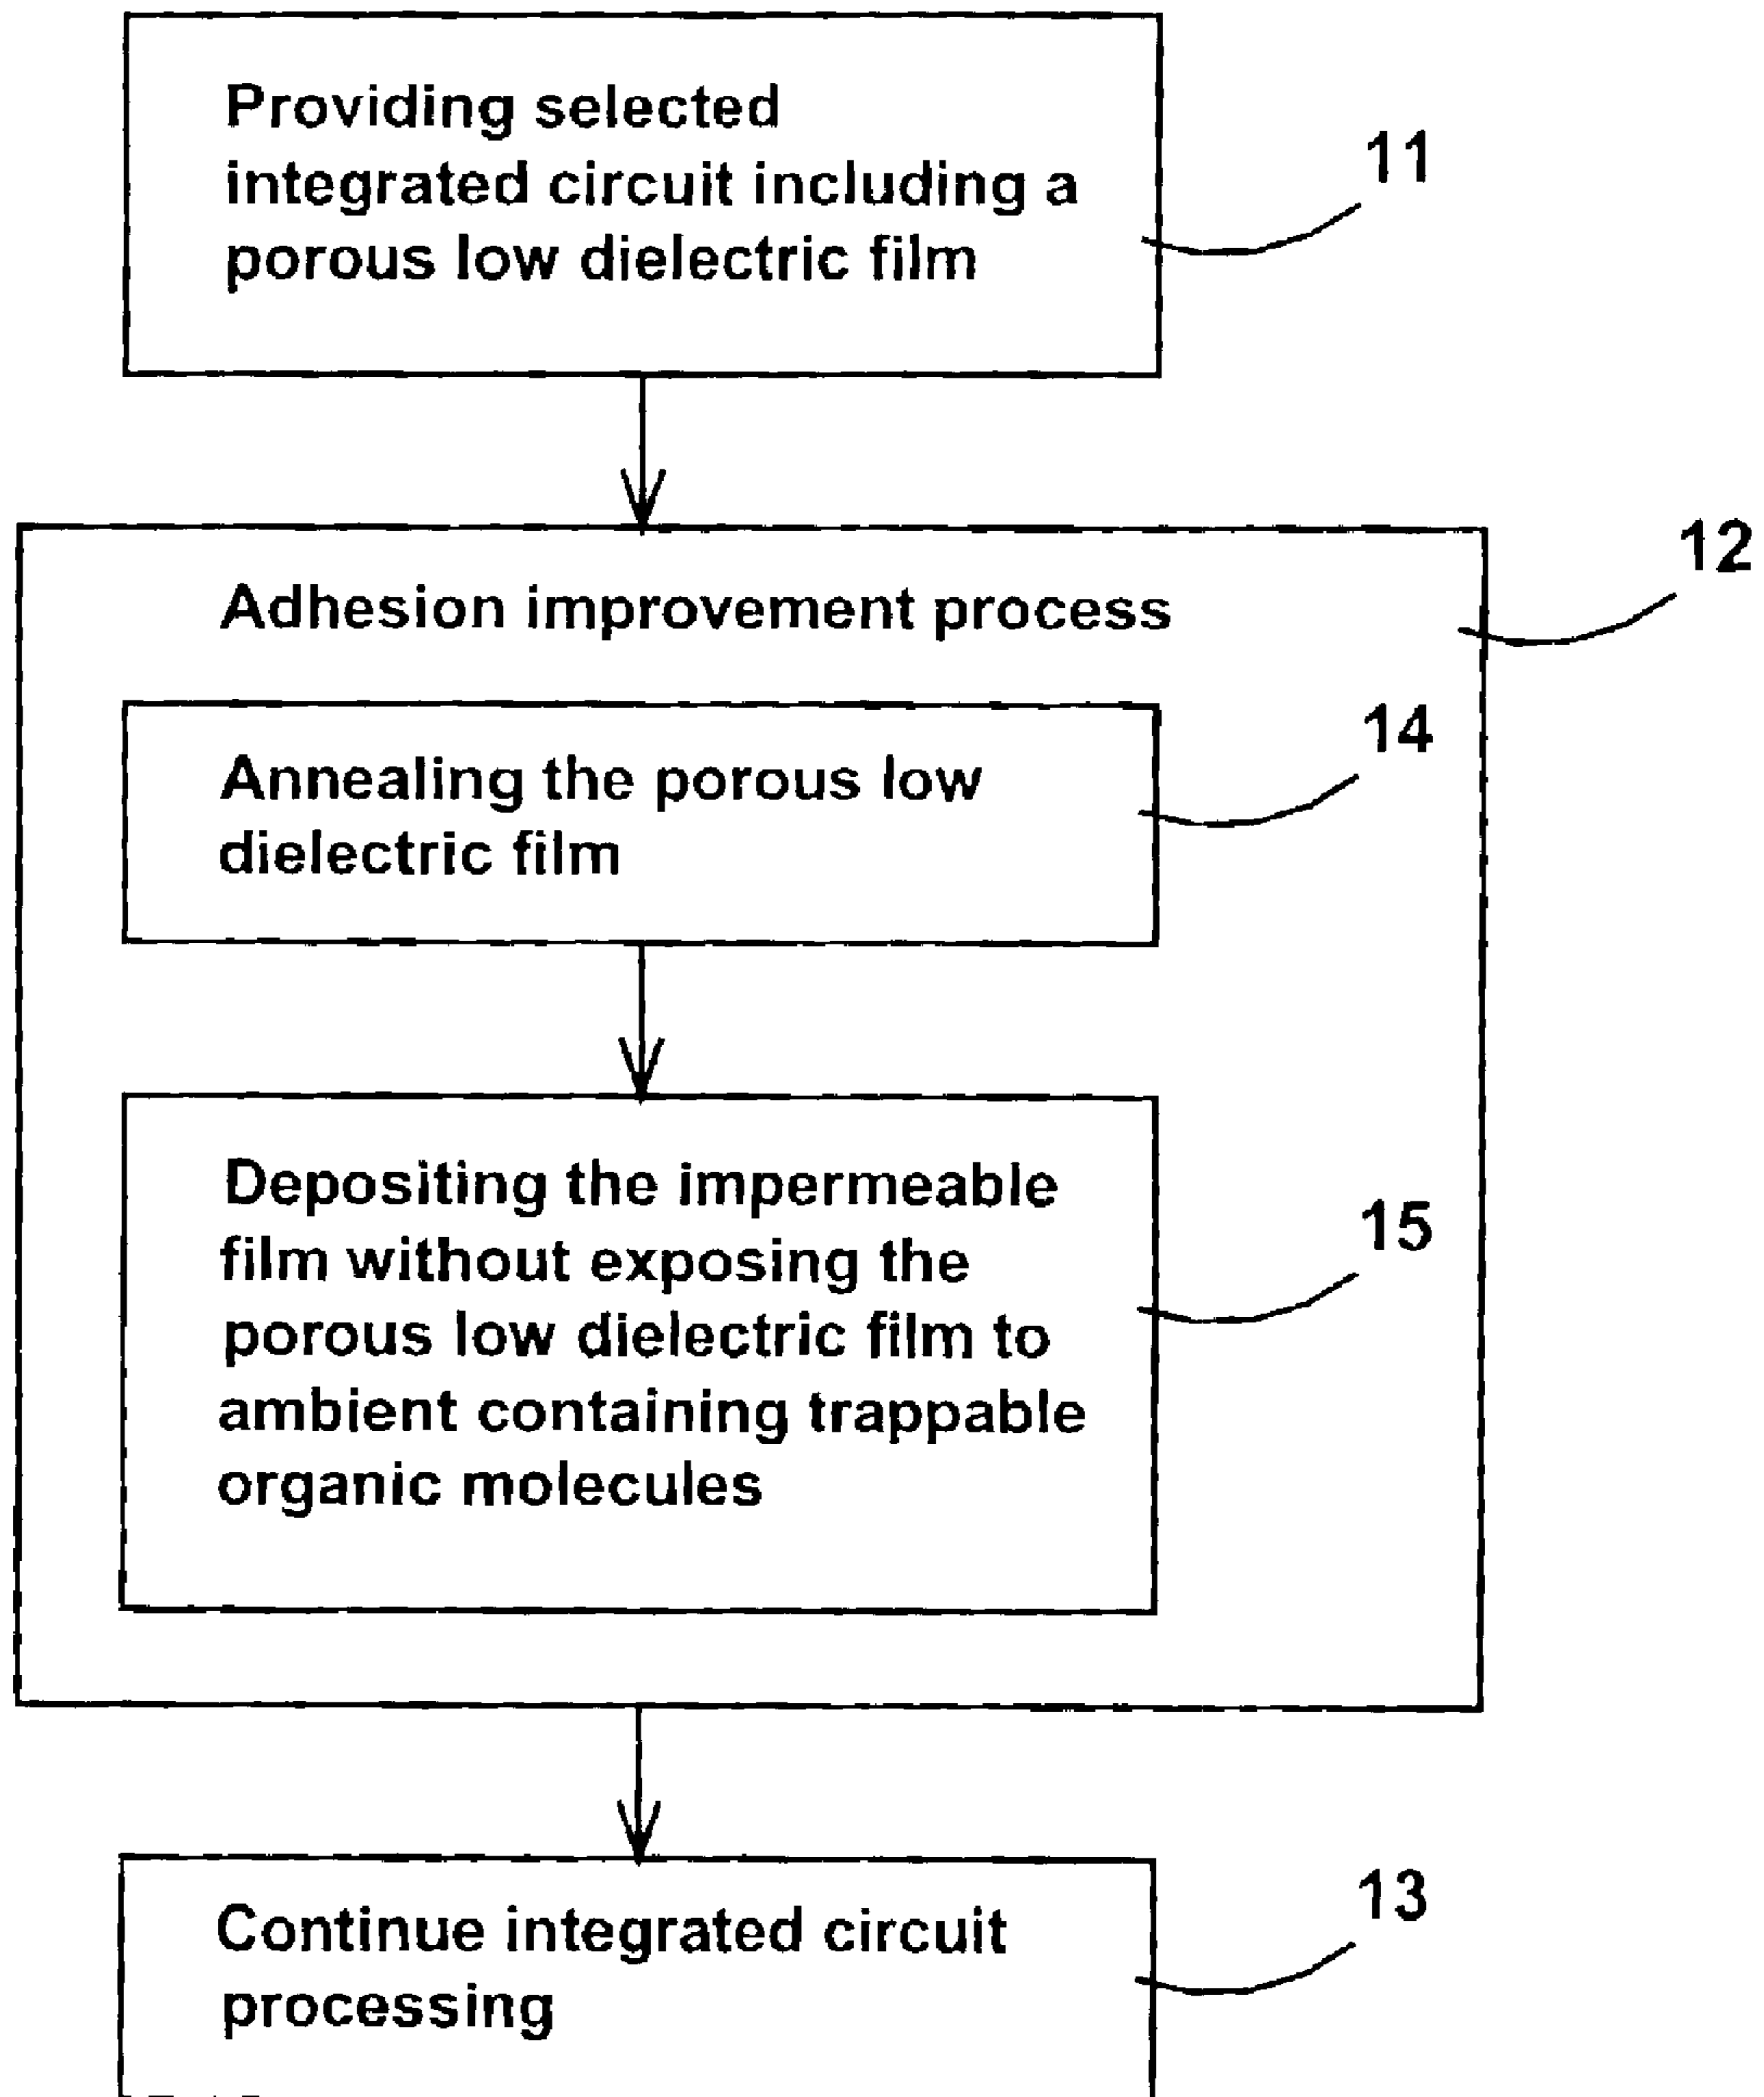 Providing selected
integrated circuit including a
porous low dielectric film
11
12
Adhesion improvement process
14
Annealing the porous low
dielectric film
Depositing the impermeable
film without exposing the
porous low dielectric film to
ambient containing trappable
organic molecules
15
Continue integrated circuit
processing
13